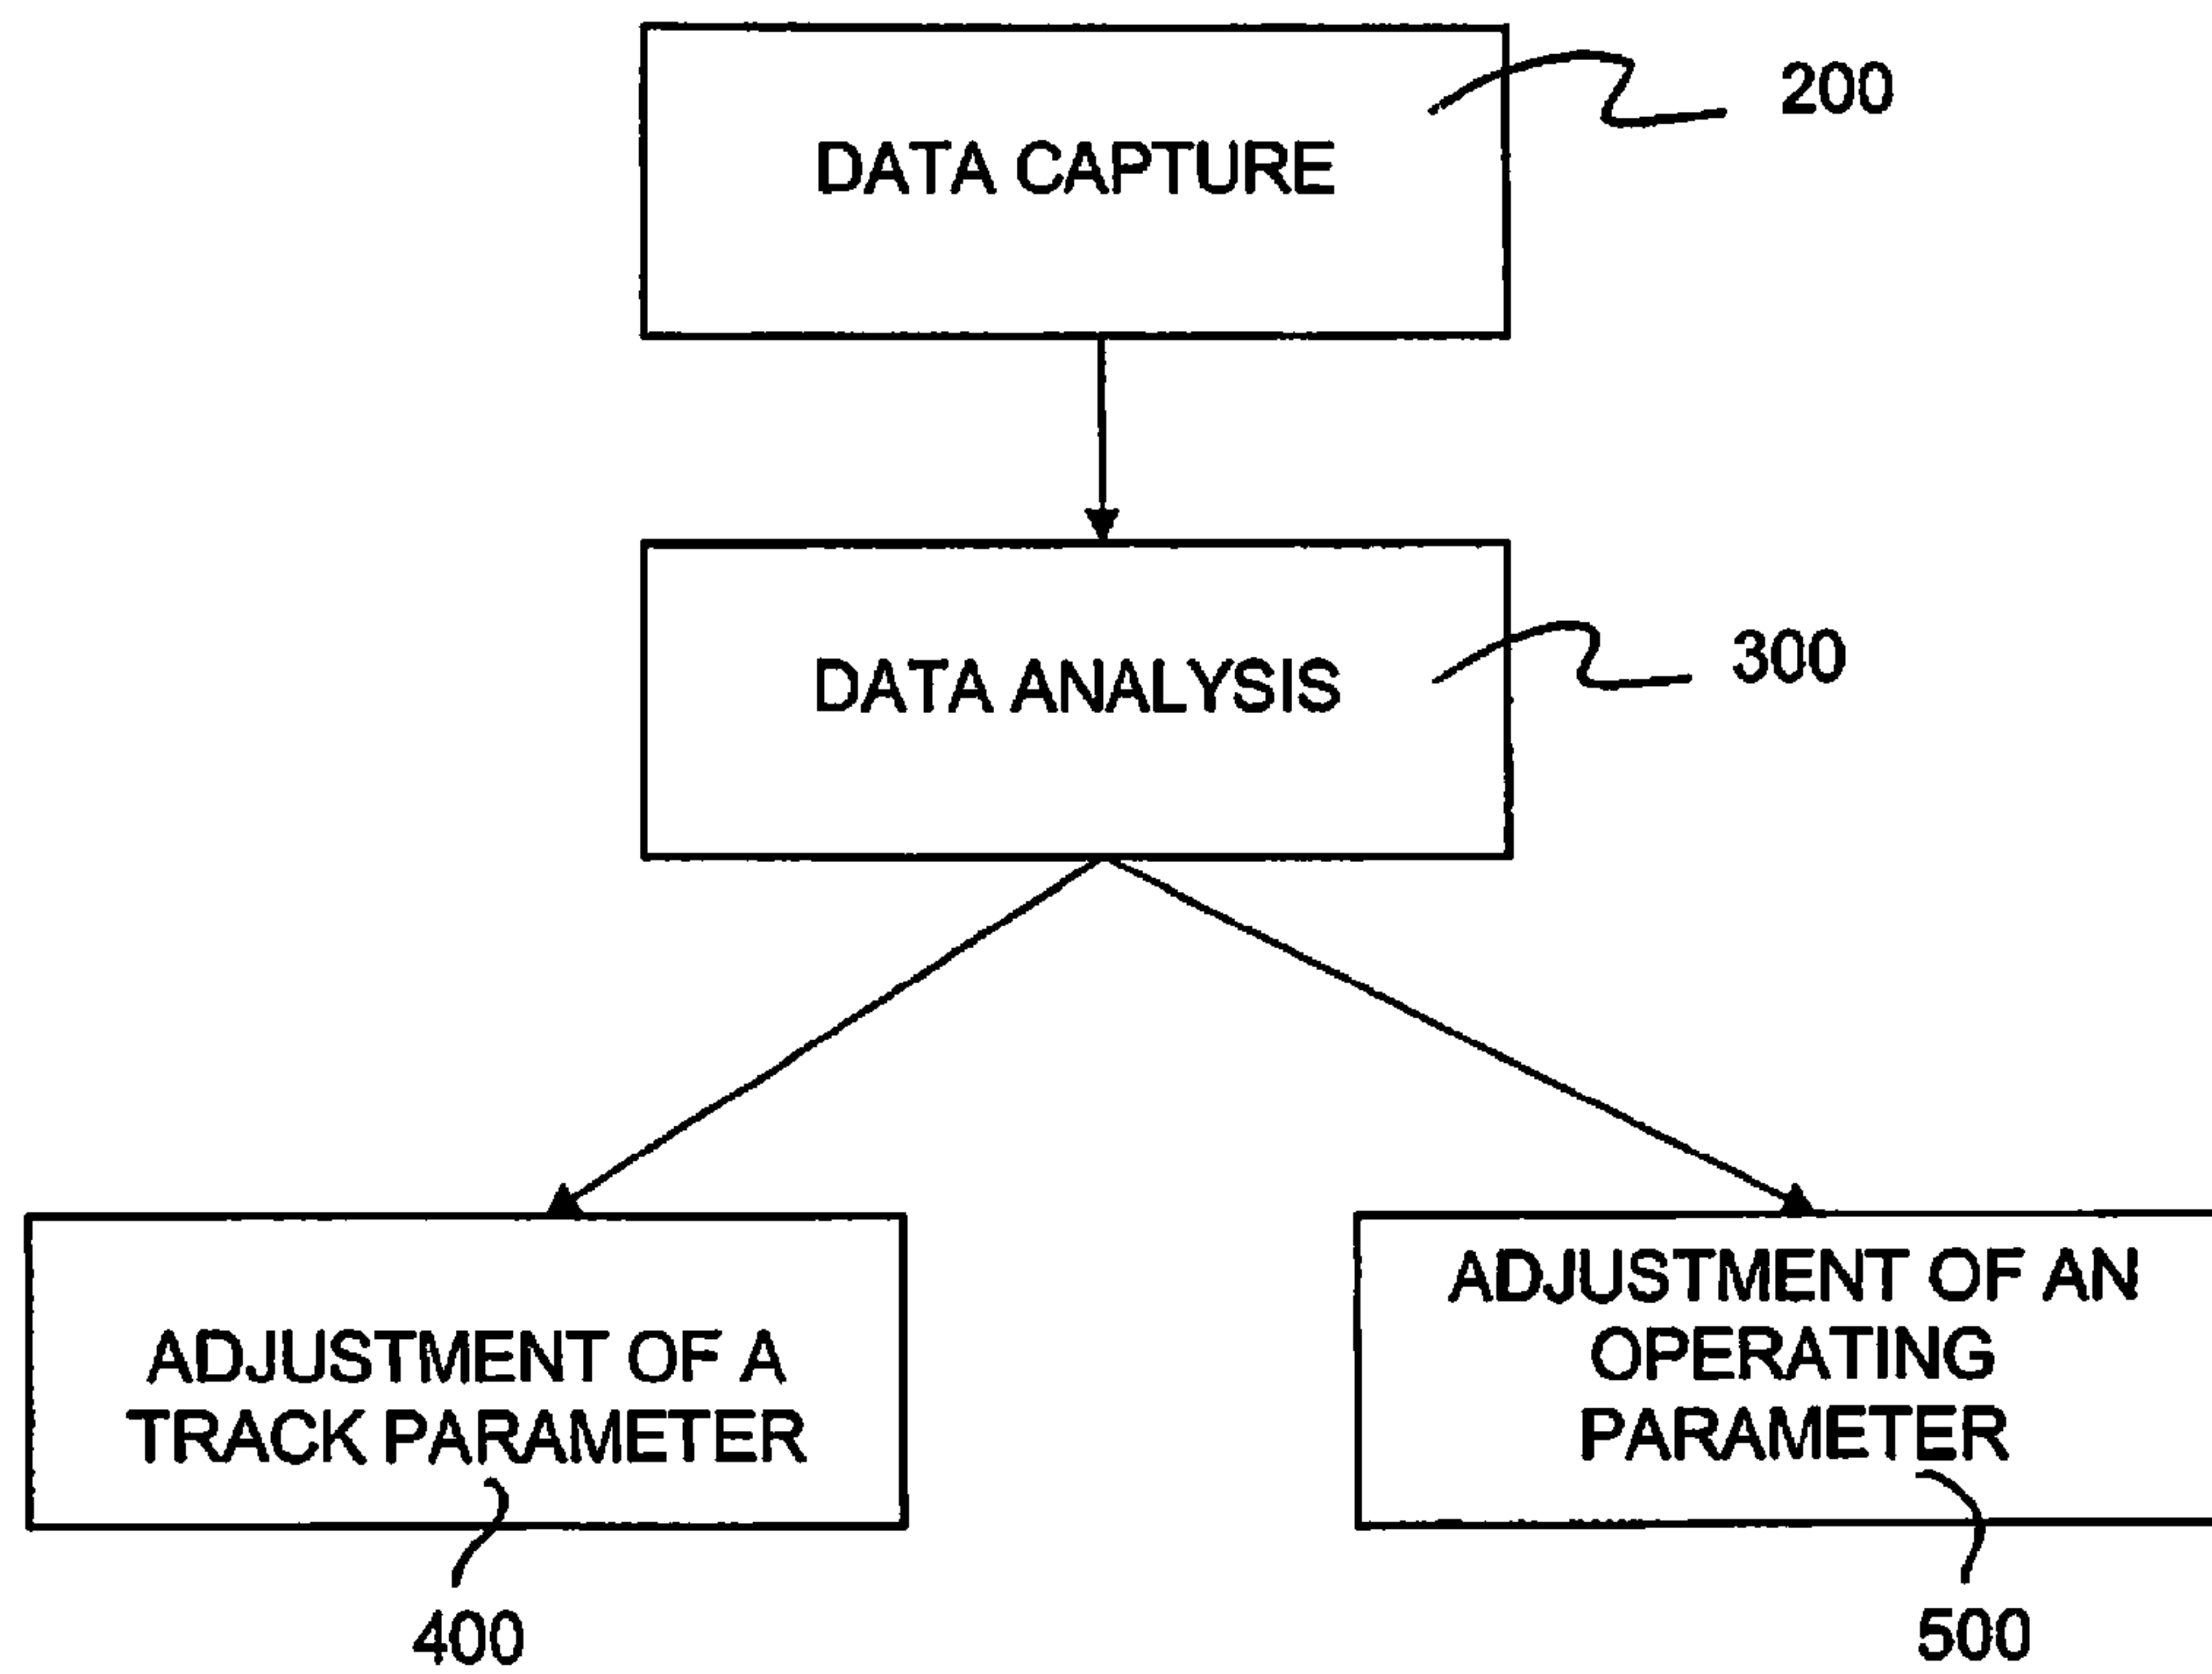 200
DATA CAPTURE
300
DATA ANALYSIS
ADJUSTMENT OF A
TRACK PARAMETER
400
ADJUSTMENT OF AN
OPERATING
PARAMETER
500